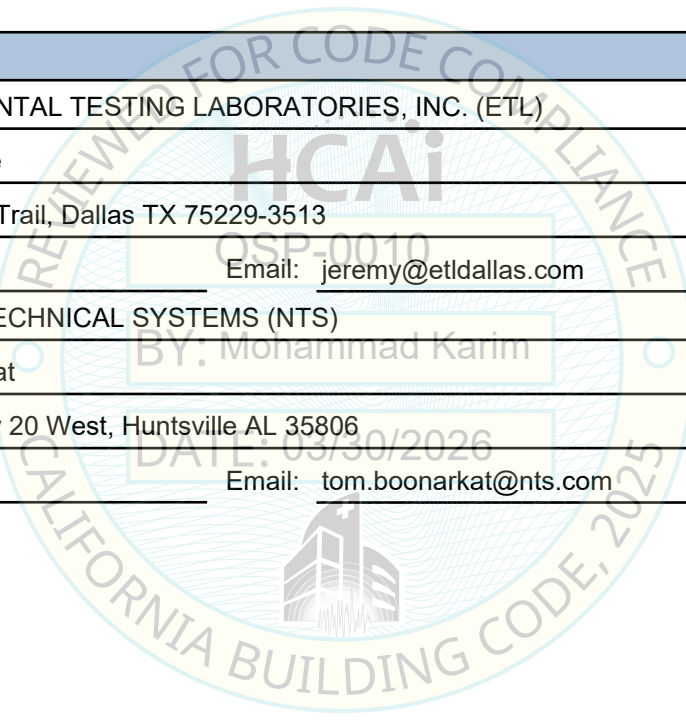 REVIEWED FOR CODE COMPLIANCE
NTAL TESTING LABORATORIES, INC. (ETL)
HCAi
Trail, Dallas TX 75229-3513
OSP-0010
Email: jeremy@etldallas.com
ECHNICAL SYSTEMS (NTS)
BY: Mohammad Karim
at
20 West, Huntsville AL 35806
DATE: 03/30/2026
Email: tom.boonarkat@nts.com
CALIFORNIA BUILDING CODE, 2025